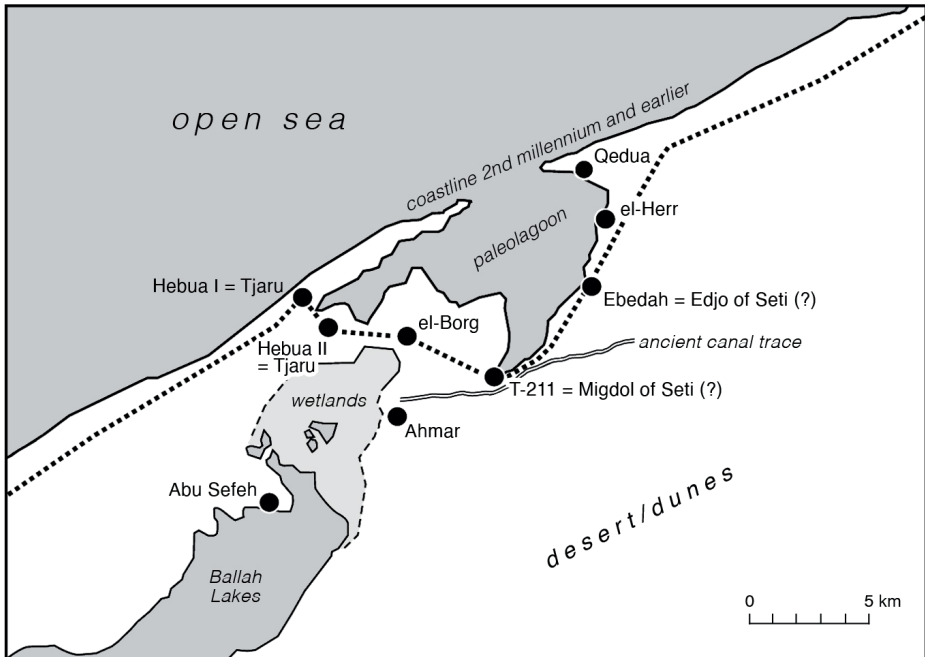 open sea
coastline 2nd millennium and earlier
Qedua
el-Herr
paleolagoon
Hebua I = Tjaru
Ebedah = Edjo of Seti (?)
el-Borg
Hebua II
= Tjaru
ancient canal trace
T-211 = Migdol of Seti (?)
wetlands
Ahmar
Abu Sefeh
desert/dunes
Ballah
Lakes
0 5 km